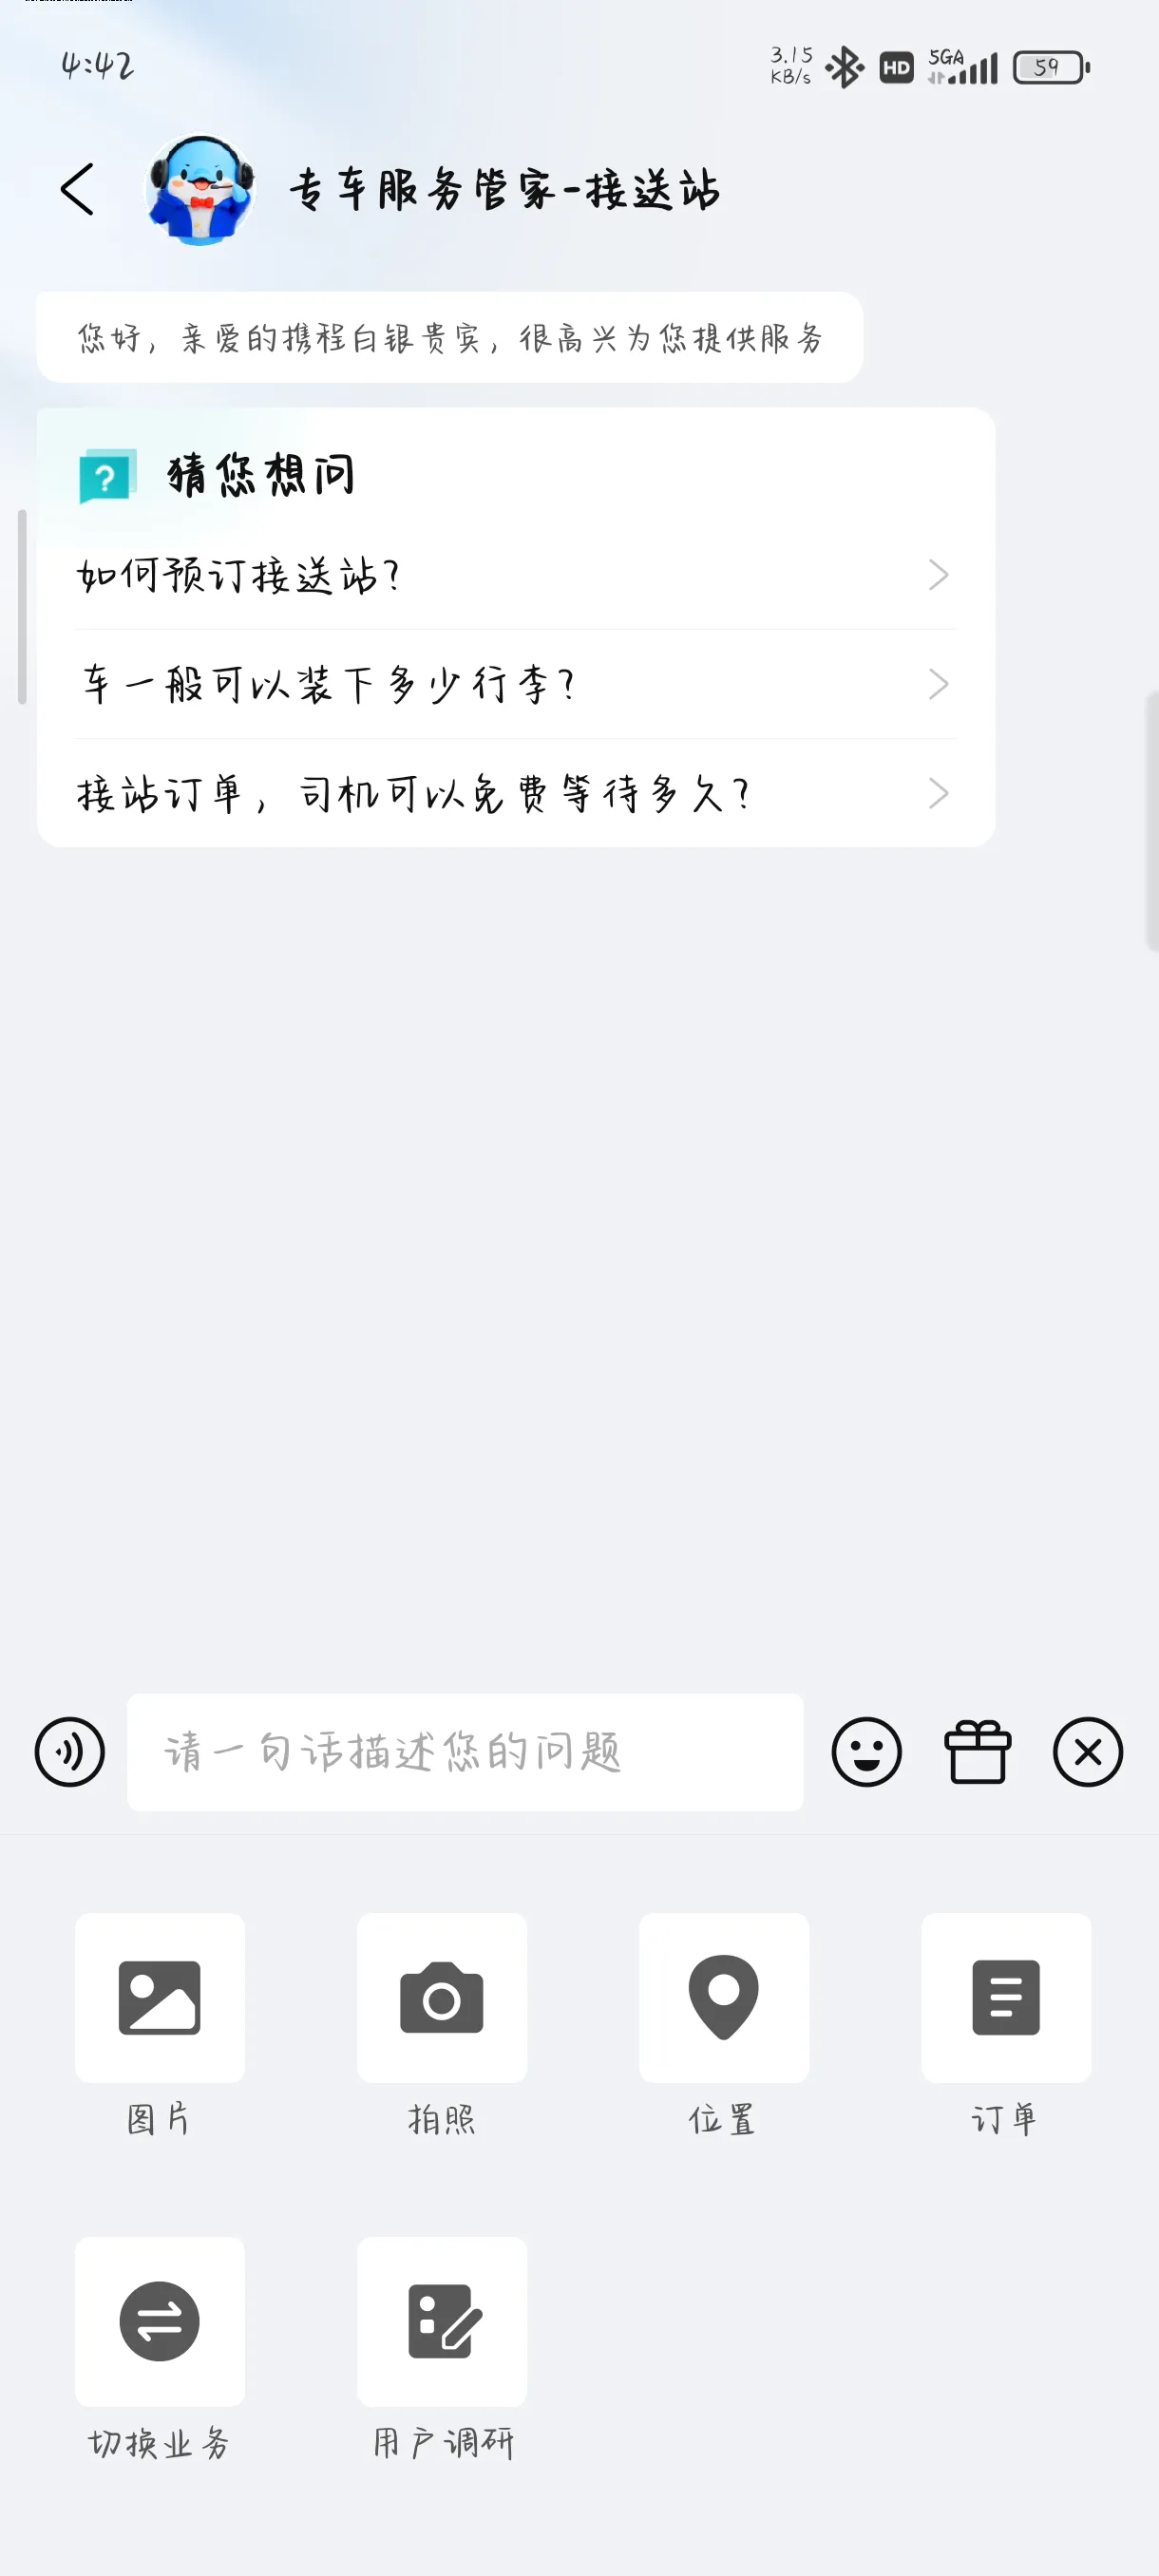 4:42
3.15
KB/s
HD
5GA
59
专车服务管家-接送站
您好，亲爱的携程白银贵宾，很高兴为您提供服务
猜您想问
如何预订接送站？
车一般可以装下多少行李？
接站订单，司机可以免费等待多久？
请一句话描述您的问题
图片
拍照
位置
订单
切换业务
用户调研